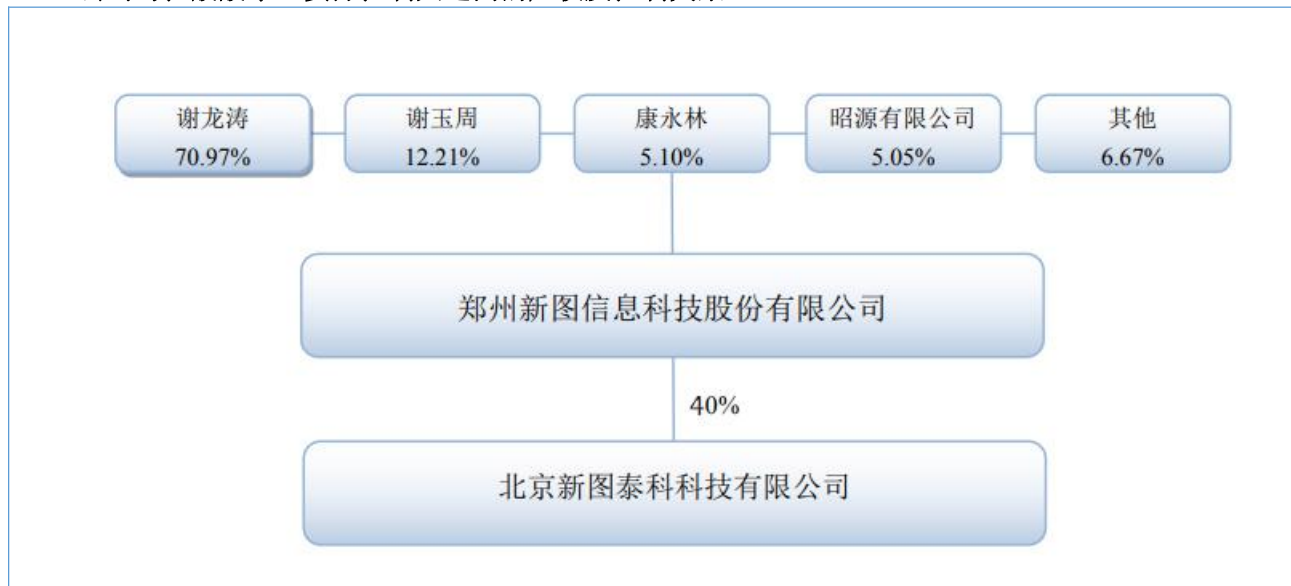 谢龙涛
70.97%
谢玉周
12.21%
康永林
5.10%
昭源有限公司
5.05%
其他
6.67%
郑州新图信息科技股份有限公司
40%
北京新图泰科科技有限公司